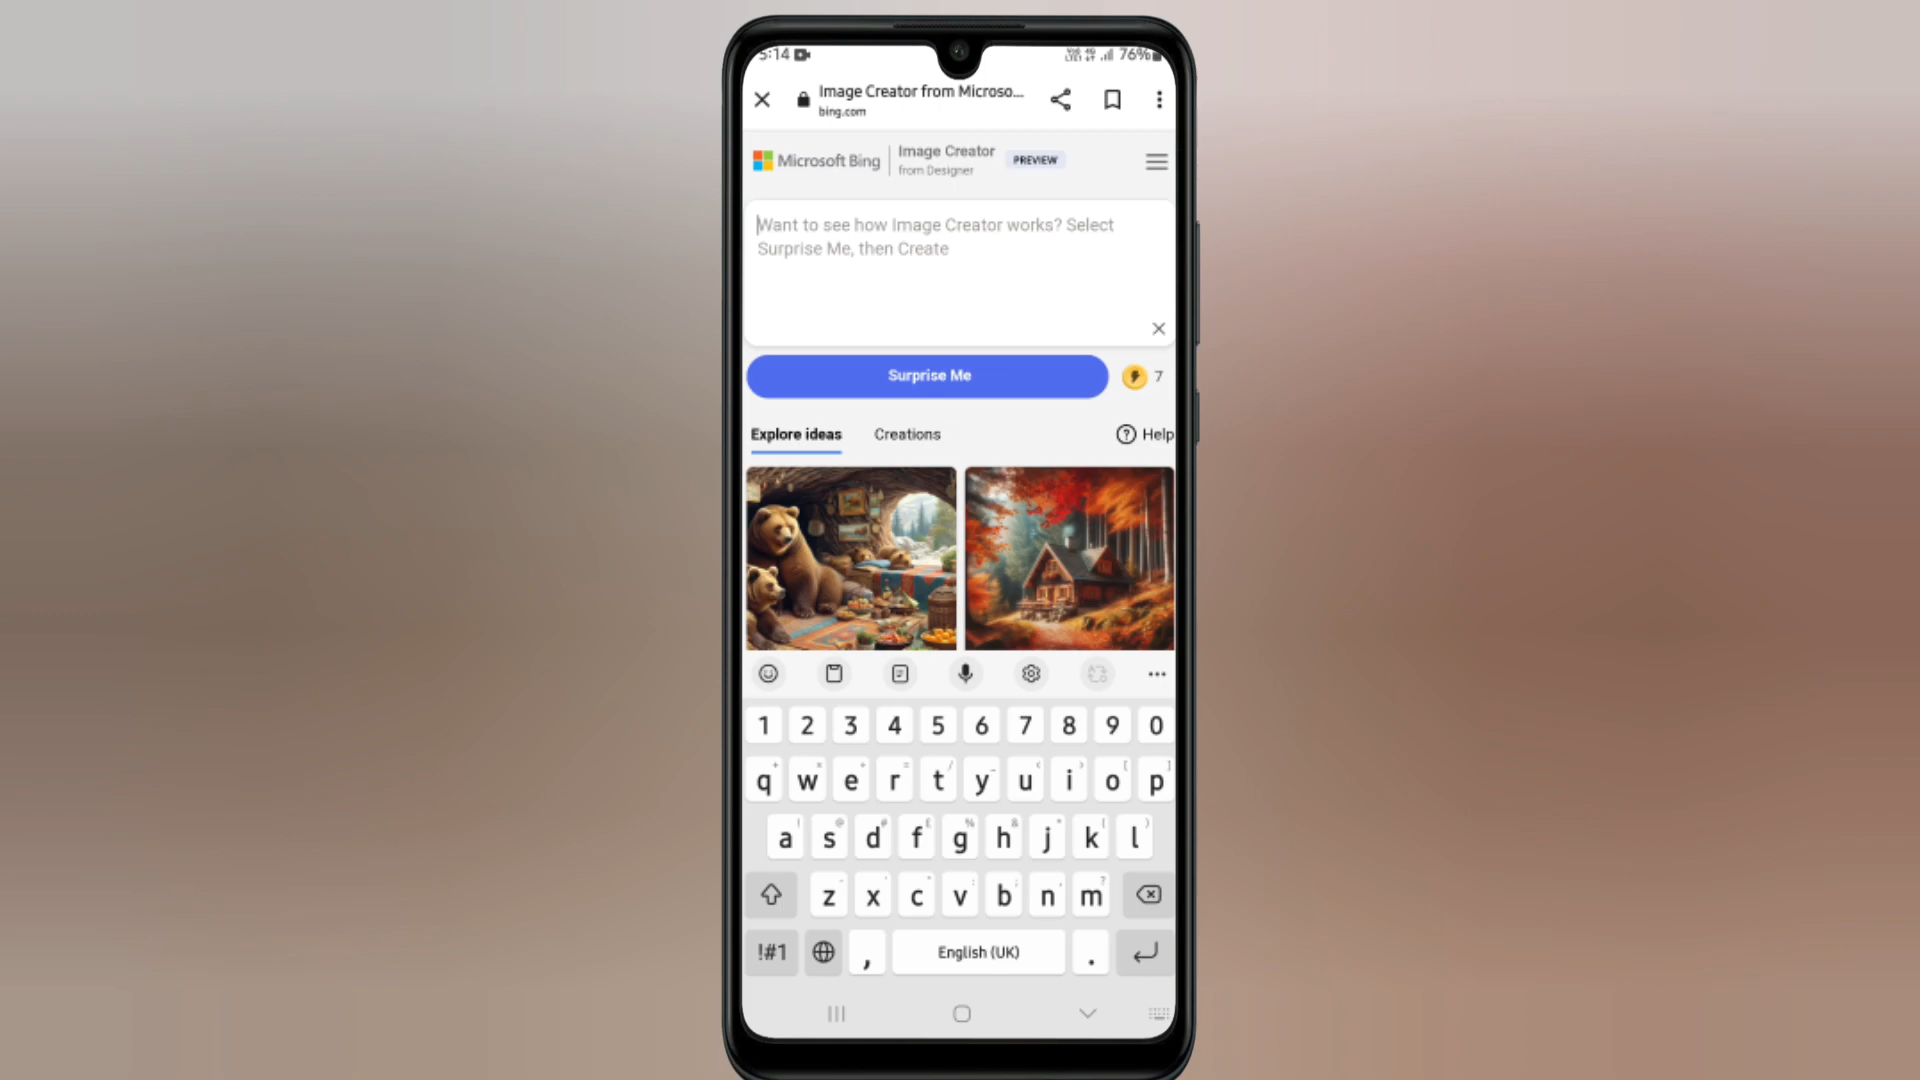 5:14
76%
Image Creator from Microso...
bing.com
Microsoft Bing
Image Creator
from Designer
PREVIEW
Want to see how Image Creator works? Select
Surprise Me, then Create
Surprise Me
7
Explore ideas
Creations
Help
1 2 3 4 5 6 7 8 9 0
q w e r t y u i o p
a s d f g h j k l
z x c v b n m
!#1 , English (UK) .